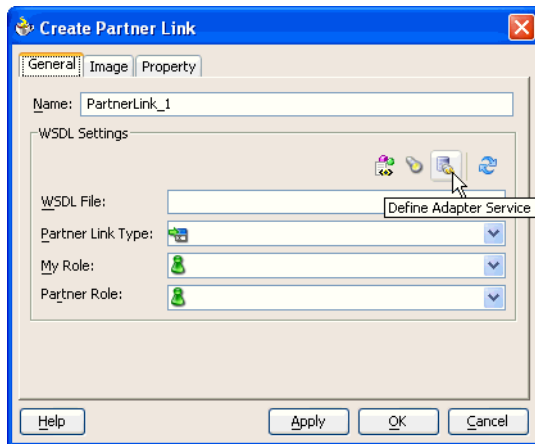 Create Partner Link
General Image Property
Name: PartnerLink_1
WSDL Settings
WSDL File:
Define Adapter Service
Partner Link Type:
My Role:
Partner Role:
Help Apply OK Cancel